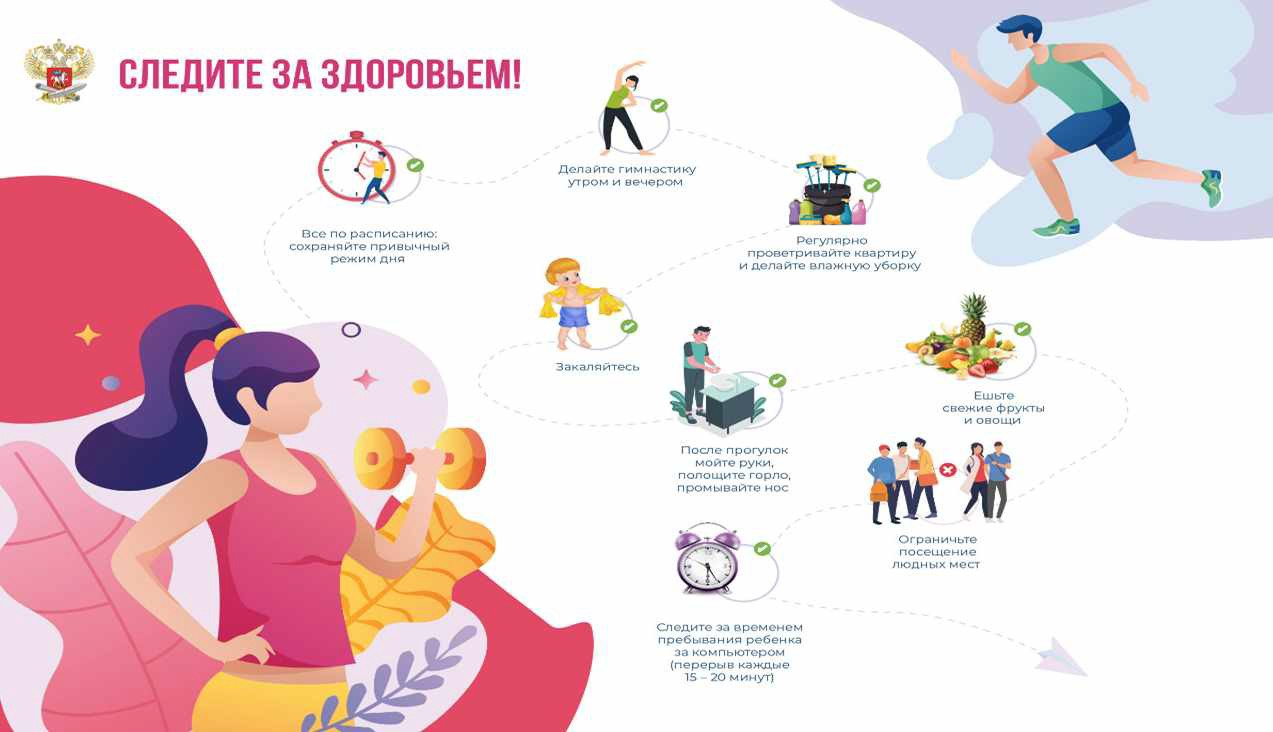 СЛЕДИТЕ ЗА ЗДОРОВЬЕМ!
Все по расписанию:
сохраняйте привычный
режим дня
Делайте гимнастику
утром и вечером
Регулярно
проветривайте квартиру
и делайте влажную уборку
Закаляйтесь
После прогулок
мойте руки,
полощите горло,
промывайте нос
Ешьте
свежие фрукты
и овощи
Ограничьте
посещение
людных мест
Следите за временем
пребывания ребенка
за компьютером
(перерыв каждые
15 – 20 минут)